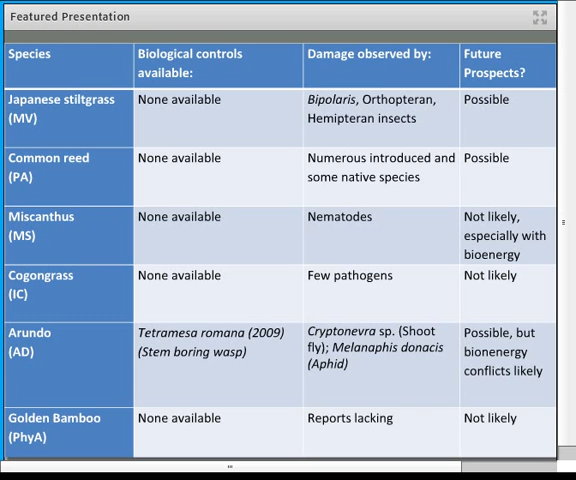 Featured Presentation
Species
Biological controls available:
Damage observed by:
Future Prospects?
Japanese stiltgrass (MV)
None available
Bipolaris, Orthopteran, Hemipteran insects
Possible
Common reed (PA)
None available
Numerous introduced and some native species
Possible
Miscanthus (MS)
None available
Nematodes
Not likely, especially with bioenergy
Cogongrass (IC)
None available
Few pathogens
Not likely
Arundo (AD)
Tetramesa romana (2009) (Stem boring wasp)
Cryptonevra sp. (Shoot fly); Melanaphis donacis (Aphid)
Possible, but bionenergy conflicts likely
Golden Bamboo (PhyA)
None available
Reports lacking
Not likely